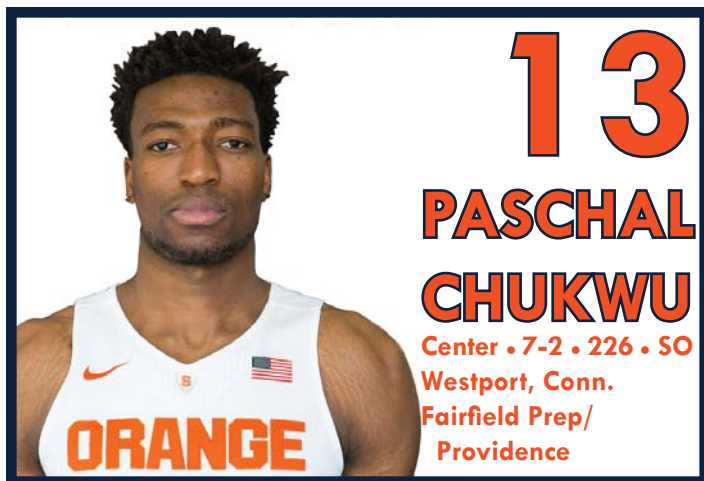 13
PASCHAL
CHUKWU
Center • 7-2 • 226 • SO
Westport, Conn.
Fairfield Prep/
Providence
S
ORANGE